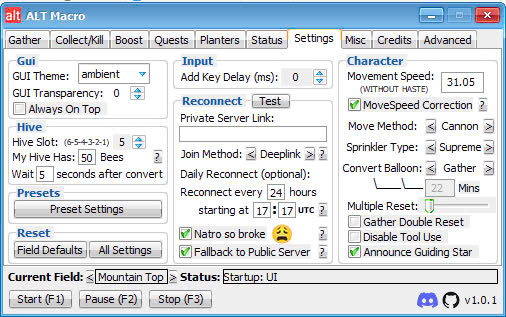 alt ALT Macro
Gather Collect/Kill Boost Quests Planters Status Settings Misc Credits Advanced
Gui
GUI Theme: ambient
GUI Transparency: 0
Always On Top
Hive
Hive Slot: (6-5-4-3-2-1) 5
My Hive Has: 50 Bees ?
Wait 5 seconds after convert
Presets
Preset Settings
Reset
Field Defaults All Settings
Input
Add Key Delay (ms): 0
Reconnect Test
Private Server Link:
Join Method: < Deeplink > ?
Daily Reconnect (optional):
Reconnect every 24 hours
starting at 17 : 17 UTC ?
Natro so broke ?
Fallback to Public Server ?
Character
Movement Speed: 31.05
(WITHOUT HASTE)
MoveSpeed Correction ?
Move Method: < Cannon >
Sprinkler Type: < Supreme >
Convert Balloon: < Gather >
22 Mins
Multiple Reset:
Gather Double Reset
Disable Tool Use
Announce Guiding Star
Current Field: < Mountain Top > Status: Startup: UI
Start (F1) Pause (F2) Stop (F3) v1.0.1